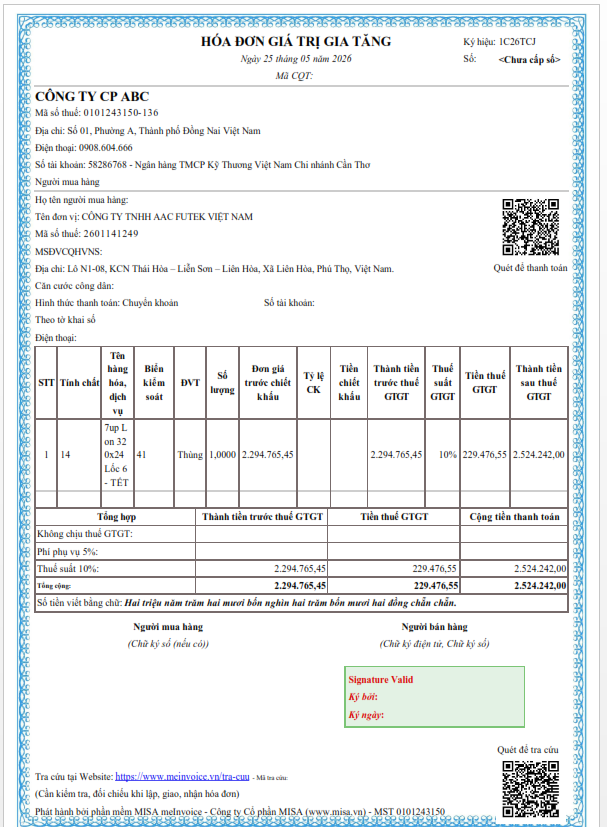 HÓA ĐƠN GIÁ TRỊ GIA TĂNG
Ký hiệu: 1C26TCJ
Ngày 25 tháng 05 năm 2026
Số: <Chưa cấp số>
Mã CQT:
CÔNG TY CP ABC
Mã số thuế: 0101243150-136
Địa chỉ: Số 01, Phường A, Thành phố Đồng Nai Việt Nam
Điện thoại: 0908.604.666
Số tài khoản: 58286768 - Ngân hàng TMCP Kỹ Thương Việt Nam Chi nhánh Cần Thơ
Người mua hàng
Họ tên người mua hàng:
Tên đơn vị: CÔNG TY TNHH AAC FUTEK VIỆT NAM
Mã số thuế: 2601141249
MSĐVCQHVNS:
Địa chỉ: Lô N1-08, KCN Thái Hòa – Liễn Sơn – Liên Hòa, Xã Liên Hòa, Phú Thọ, Việt Nam.
Quét để thanh toán
Căn cước công dân:
Hình thức thanh toán: Chuyển khoản Số tài khoản:
Theo tờ khai số
Điện thoại:
STT Tính chất Tên hàng hóa, dịch vụ Biển kiểm soát ĐVT Số lượng Đơn giá trước chiết khấu Tỷ lệ CK Tiền chiết khấu Thành tiền trước thuế GTGT Thuế suất GTGT Tiền thuế GTGT Thành tiền sau thuế GTGT
1 14 7up L on 32 0x24 Lốc 6 - TẾT 41 Thùng 1,0000 2.294.765,45 2.294.765,45 10% 229.476,55 2.524.242,00
Tổng hợp Thành tiền trước thuế GTGT Tiền thuế GTGT Cộng tiền thanh toán
Không chịu thuế GTGT:
Phí phụ vụ 5%:
Thuế suất 10%: 2.294.765,45 229.476,55 2.524.242,00
Tổng cộng: 2.294.765,45 229.476,55 2.524.242,00
Số tiền viết bằng chữ: Hai triệu năm trăm hai mươi bốn nghìn hai trăm bốn mươi hai đồng chẵn chẵn.
Người mua hàng Người bán hàng
(Chữ ký số (nếu có)) (Chữ ký điện tử, Chữ ký số)
Signature Valid
Ký bởi:
Ký ngày:
Quét để tra cứu
Tra cứu tại Website: https://www.meinvoice.vn/tra-cuu - Mã tra cứu:
(Cần kiểm tra, đối chiếu khi lập, giao, nhận hóa đơn)
Phát hành bởi phần mềm MISA meInvoice - Công ty Cổ phần MISA (www.misa.vn) - MST 0101243150